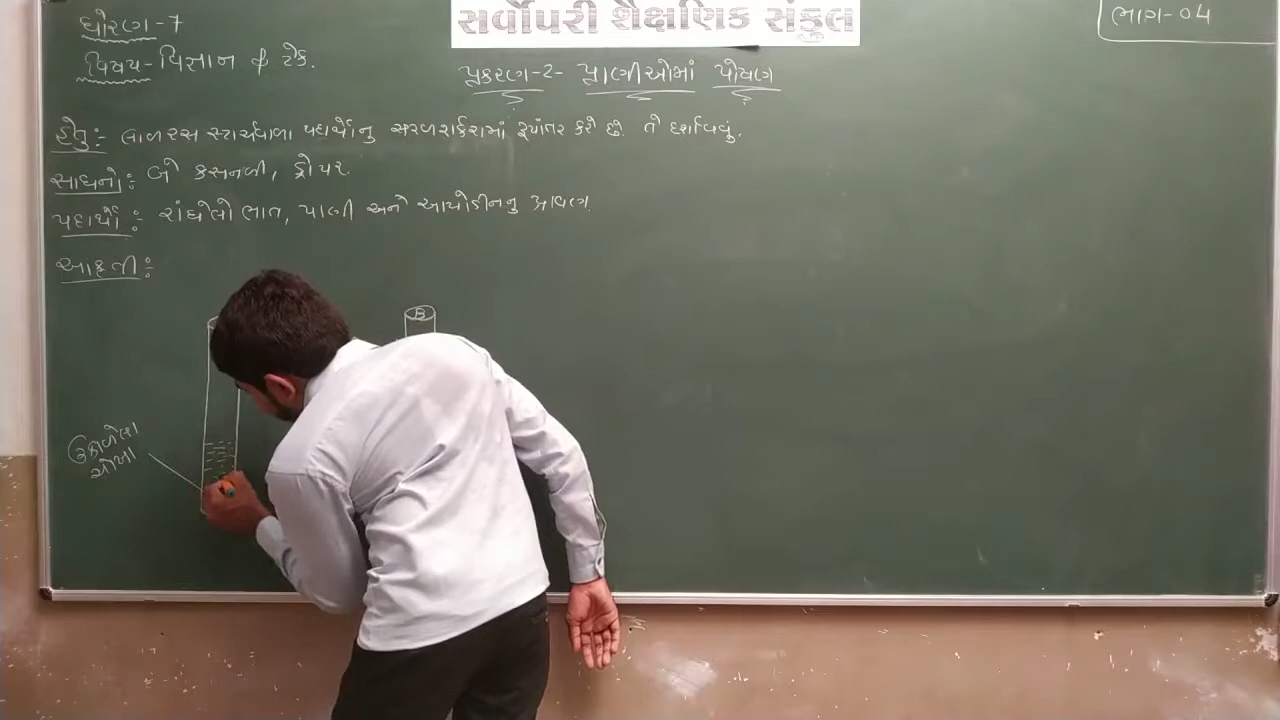 સર્વોપરી શૈક્ષણિક સંકુલ
ધોરણ-7
ભાગ-04
વિષય-વિજ્ઞાન & ટેક.
પ્રકરણ-2- પ્રાણીઓમાં પોષણ
હેતુ:- લાળરસ સ્ટાર્ચવાળા પદાર્થોનું સરળશર્કરામાં રૂપાંતર કરે છે. તે દર્શાવવું.
સાધનો:- બે કસનળી, ડ્રોપર.
પદાર્થો:- રાંધેલો ભાત, પાણી અને આયોડીનનું દ્રાવણ.
આકૃતી:-
B
ઉકાળેલા
ચોખા